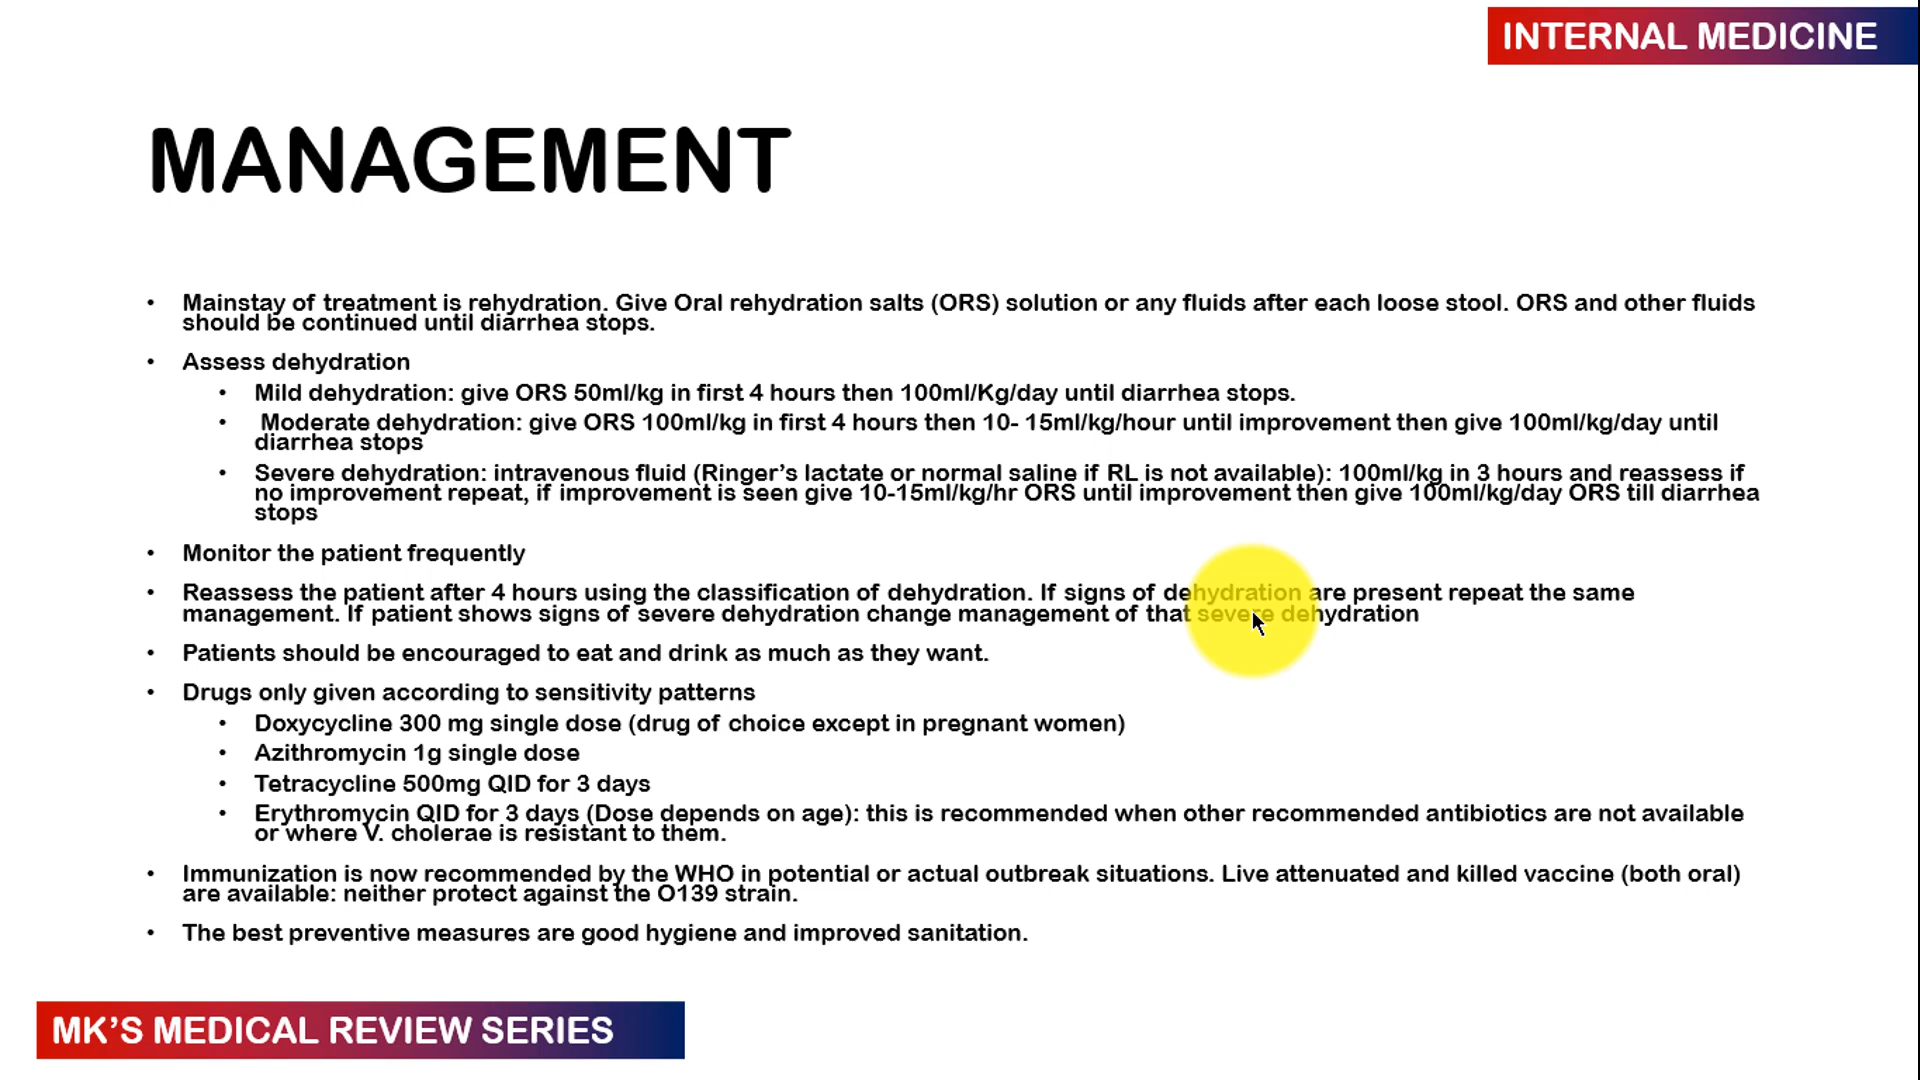 INTERNAL MEDICINE
MANAGEMENT
• Mainstay of treatment is rehydration. Give Oral rehydration salts (ORS) solution or any fluids after each loose stool. ORS and other fluids
should be continued until diarrhea stops.
• Assess dehydration
• Mild dehydration: give ORS 50ml/kg in first 4 hours then 100ml/Kg/day until diarrhea stops.
• Moderate dehydration: give ORS 100ml/kg in first 4 hours then 10- 15ml/kg/hour until improvement then give 100ml/kg/day until
diarrhea stops
• Severe dehydration: intravenous fluid (Ringer’s lactate or normal saline if RL is not available): 100ml/kg in 3 hours and reassess if
no improvement repeat, if improvement is seen give 10-15ml/kg/hr ORS until improvement then give 100ml/kg/day ORS till diarrhea
stops
• Monitor the patient frequently
• Reassess the patient after 4 hours using the classification of dehydration. If signs of dehydration are present repeat the same
management. If patient shows signs of severe dehydration change management of that severe dehydration
• Patients should be encouraged to eat and drink as much as they want.
• Drugs only given according to sensitivity patterns
• Doxycycline 300 mg single dose (drug of choice except in pregnant women)
• Azithromycin 1g single dose
• Tetracycline 500mg QID for 3 days
• Erythromycin QID for 3 days (Dose depends on age): this is recommended when other recommended antibiotics are not available
or where V. cholerae is resistant to them.
• Immunization is now recommended by the WHO in potential or actual outbreak situations. Live attenuated and killed vaccine (both oral)
are available: neither protect against the O139 strain.
• The best preventive measures are good hygiene and improved sanitation.
MK’S MEDICAL REVIEW SERIES